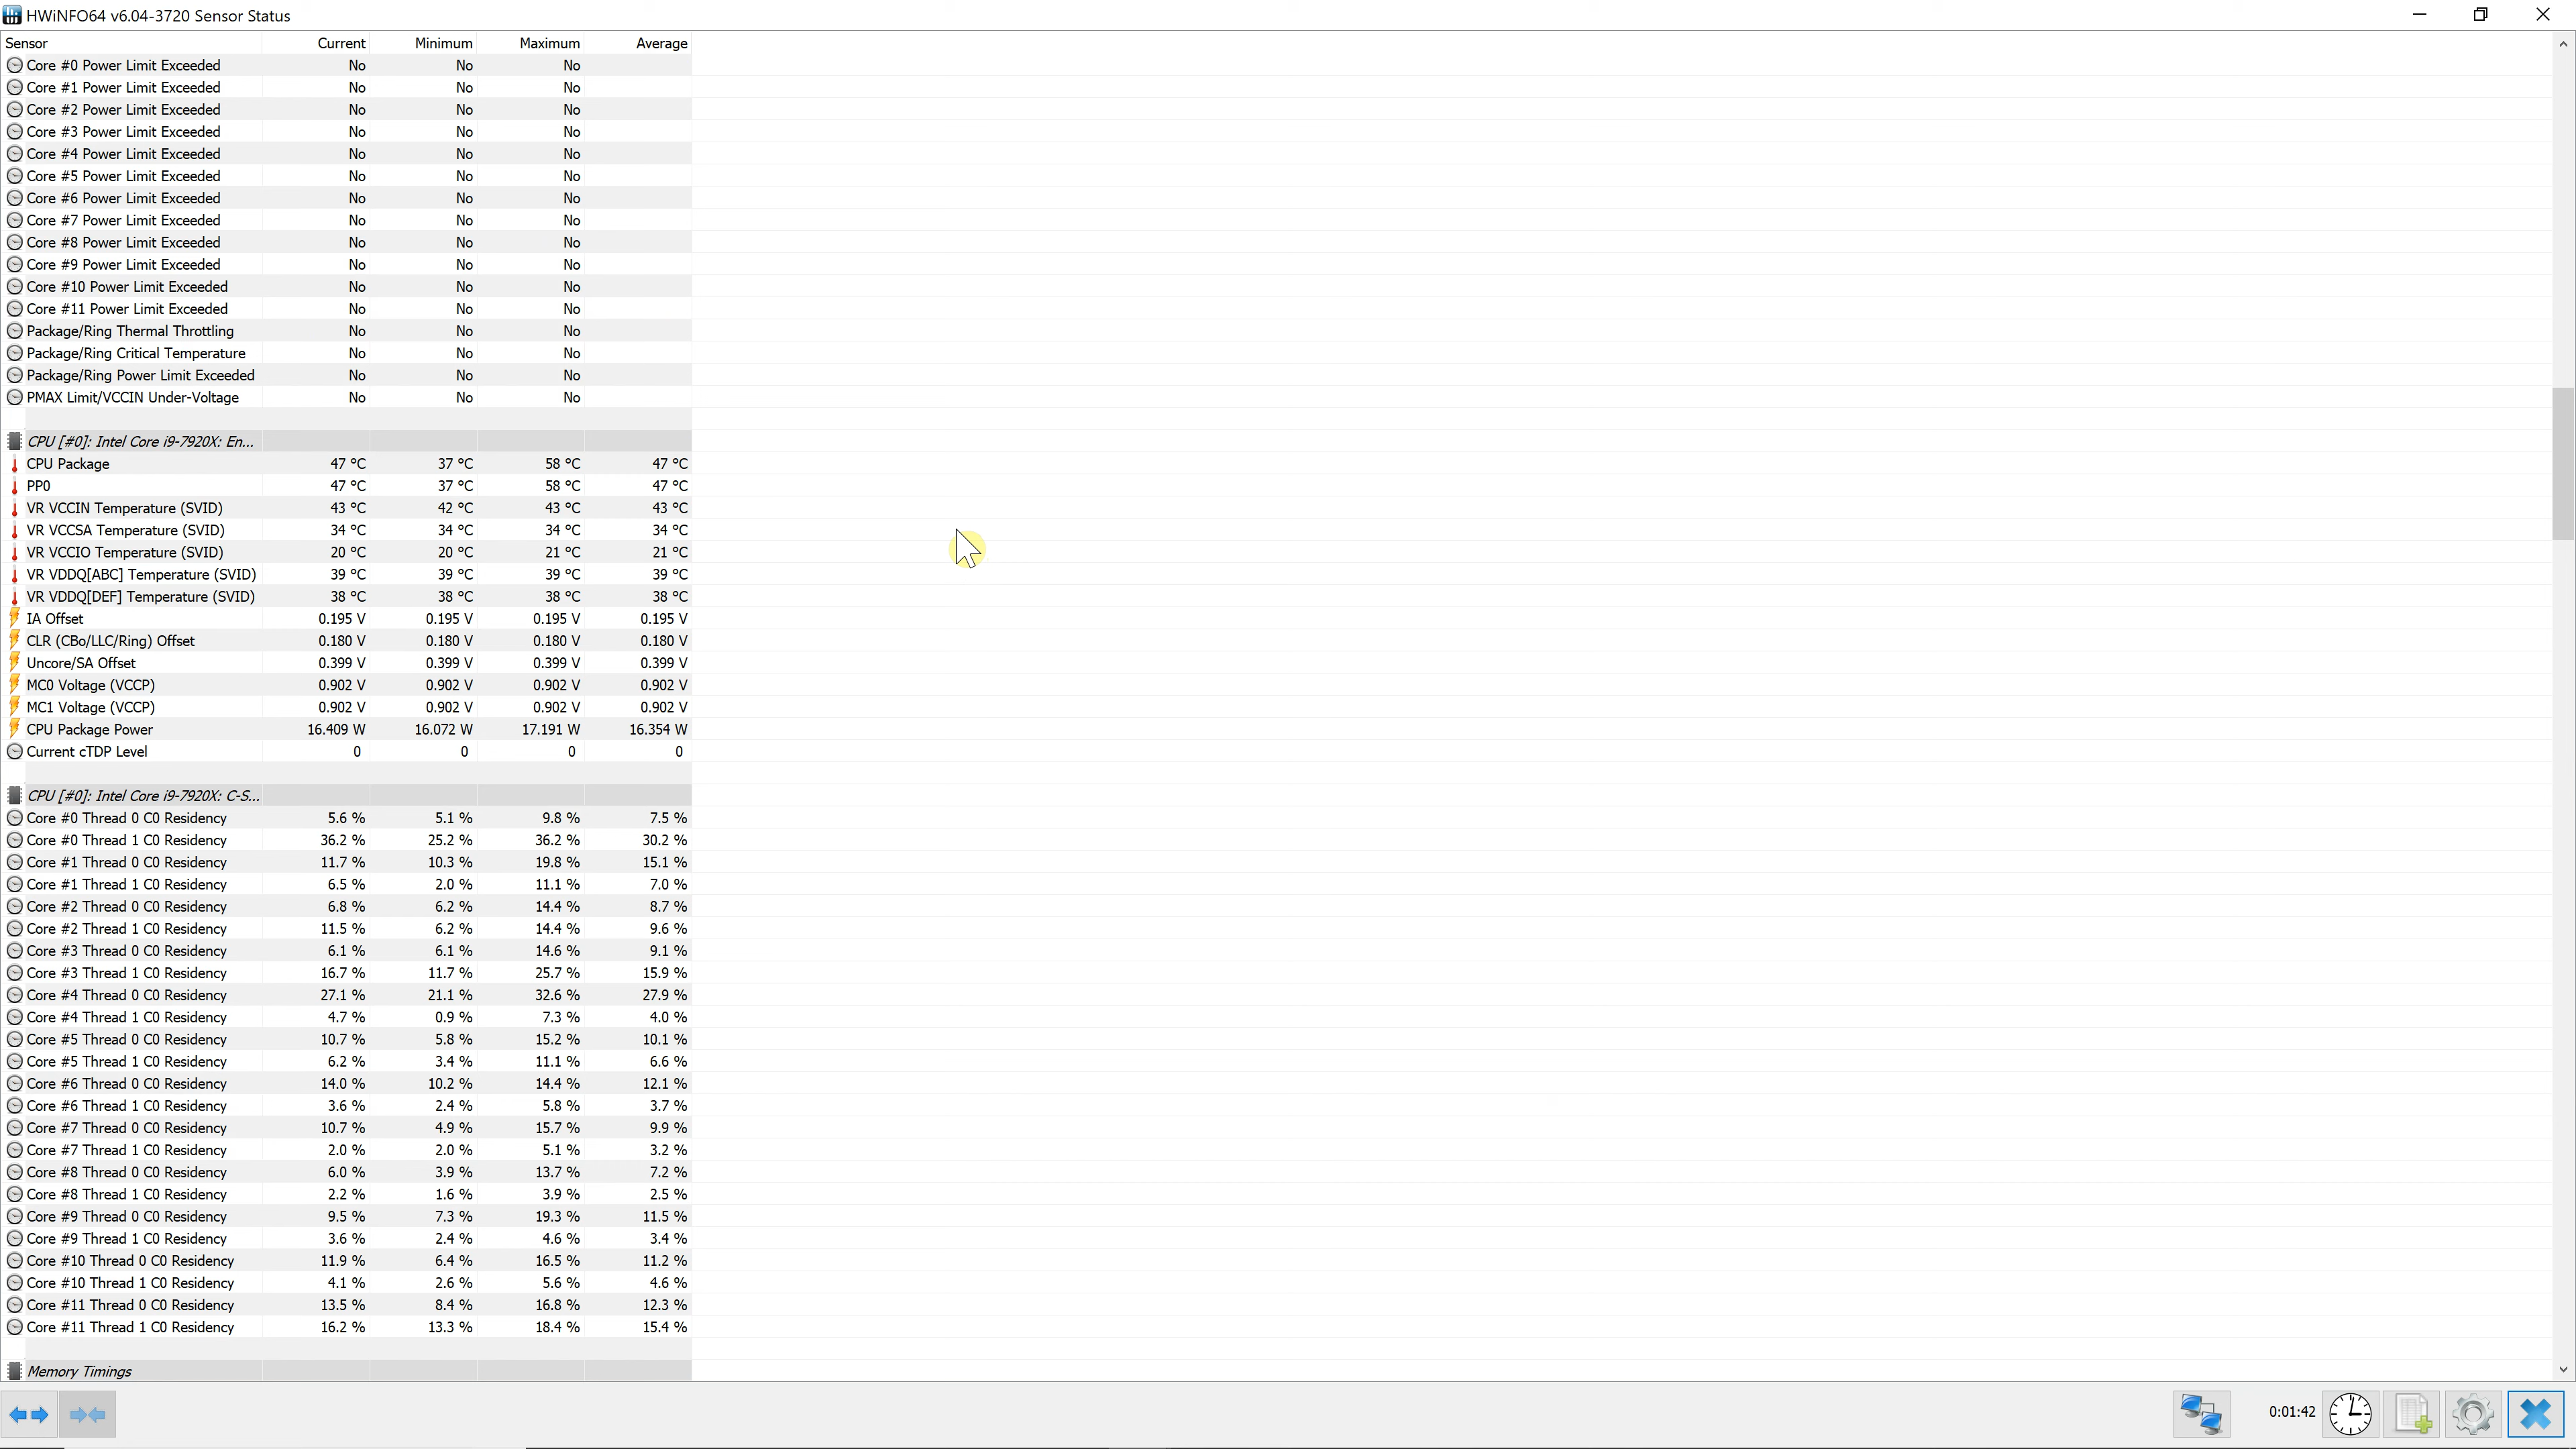 HWiNFO64 v6.04-3720 Sensor Status
Sensor Current Minimum Maximum Average
Core #0 Power Limit Exceeded No No No
Core #1 Power Limit Exceeded No No No
Core #2 Power Limit Exceeded No No No
Core #3 Power Limit Exceeded No No No
Core #4 Power Limit Exceeded No No No
Core #5 Power Limit Exceeded No No No
Core #6 Power Limit Exceeded No No No
Core #7 Power Limit Exceeded No No No
Core #8 Power Limit Exceeded No No No
Core #9 Power Limit Exceeded No No No
Core #10 Power Limit Exceeded No No No
Core #11 Power Limit Exceeded No No No
Package/Ring Thermal Throttling No No No
Package/Ring Critical Temperature No No No
Package/Ring Power Limit Exceeded No No No
PMAX Limit/VCCIN Under-Voltage No No No
CPU [#0]: Intel Core i9-7920X: En...
CPU Package 47 °C 37 °C 58 °C 47 °C
PP0 47 °C 37 °C 58 °C 47 °C
VR VCCIN Temperature (SVID) 43 °C 42 °C 43 °C 43 °C
VR VCCSA Temperature (SVID) 34 °C 34 °C 34 °C 34 °C
VR VCCIO Temperature (SVID) 20 °C 20 °C 21 °C 21 °C
VR VDDQ[ABC] Temperature (SVID) 39 °C 39 °C 39 °C 39 °C
VR VDDQ[DEF] Temperature (SVID) 38 °C 38 °C 38 °C 38 °C
IA Offset 0.195 V 0.195 V 0.195 V 0.195 V
CLR (CBo/LLC/Ring) Offset 0.180 V 0.180 V 0.180 V 0.180 V
Uncore/SA Offset 0.399 V 0.399 V 0.399 V 0.399 V
MC0 Voltage (VCCP) 0.902 V 0.902 V 0.902 V 0.902 V
MC1 Voltage (VCCP) 0.902 V 0.902 V 0.902 V 0.902 V
CPU Package Power 16.409 W 16.072 W 17.191 W 16.354 W
Current cTDP Level 0 0 0 0
CPU [#0]: Intel Core i9-7920X: C-S...
Core #0 Thread 0 C0 Residency 5.6 % 5.1 % 9.8 % 7.5 %
Core #0 Thread 1 C0 Residency 36.2 % 25.2 % 36.2 % 30.2 %
Core #1 Thread 0 C0 Residency 11.7 % 10.3 % 19.8 % 15.1 %
Core #1 Thread 1 C0 Residency 6.5 % 2.0 % 11.1 % 7.0 %
Core #2 Thread 0 C0 Residency 6.8 % 6.2 % 14.4 % 8.7 %
Core #2 Thread 1 C0 Residency 11.5 % 6.2 % 14.4 % 9.6 %
Core #3 Thread 0 C0 Residency 6.1 % 6.1 % 14.6 % 9.1 %
Core #3 Thread 1 C0 Residency 16.7 % 11.7 % 25.7 % 15.9 %
Core #4 Thread 0 C0 Residency 27.1 % 21.1 % 32.6 % 27.9 %
Core #4 Thread 1 C0 Residency 4.7 % 0.9 % 7.3 % 4.0 %
Core #5 Thread 0 C0 Residency 10.7 % 5.8 % 15.2 % 10.1 %
Core #5 Thread 1 C0 Residency 6.2 % 3.4 % 11.1 % 6.6 %
Core #6 Thread 0 C0 Residency 14.0 % 10.2 % 14.4 % 12.1 %
Core #6 Thread 1 C0 Residency 3.6 % 2.4 % 5.8 % 3.7 %
Core #7 Thread 0 C0 Residency 10.7 % 4.9 % 15.7 % 9.9 %
Core #7 Thread 1 C0 Residency 2.0 % 2.0 % 5.1 % 3.2 %
Core #8 Thread 0 C0 Residency 6.0 % 3.9 % 13.7 % 7.2 %
Core #8 Thread 1 C0 Residency 2.2 % 1.6 % 3.9 % 2.5 %
Core #9 Thread 0 C0 Residency 9.5 % 7.3 % 19.3 % 11.5 %
Core #9 Thread 1 C0 Residency 3.6 % 2.4 % 4.6 % 3.4 %
Core #10 Thread 0 C0 Residency 11.9 % 6.4 % 16.5 % 11.2 %
Core #10 Thread 1 C0 Residency 4.1 % 2.6 % 5.6 % 4.6 %
Core #11 Thread 0 C0 Residency 13.5 % 8.4 % 16.8 % 12.3 %
Core #11 Thread 1 C0 Residency 16.2 % 13.3 % 18.4 % 15.4 %
Memory Timings
0:01:42